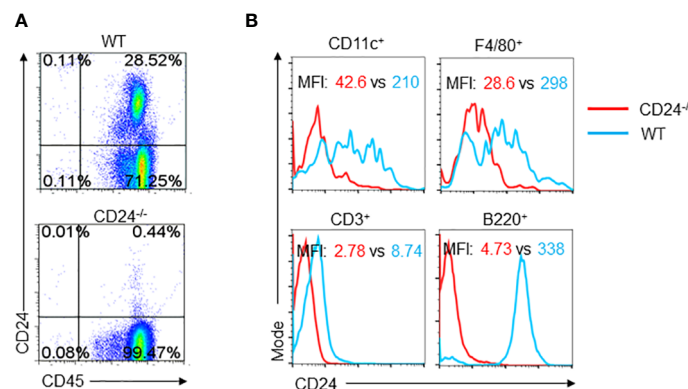 A
WT
0.11% 28.52%
0.11% 71.25%
CD24-/-
0.01% 0.44%
0.08% 99.47%
CD24
CD45
B
CD11c+
MFI: 42.6 vs 210
F4/80+
MFI: 28.6 vs 298
CD24-/-
WT
CD3+
MFI: 2.78 vs 8.74
B220+
MFI: 4.73 vs 338
Mode
CD24